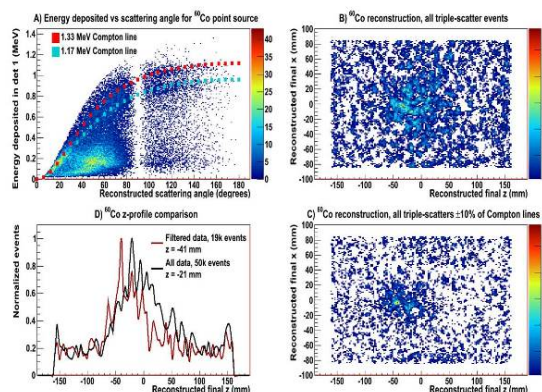 A) Energy deposited vs scattering angle for ⁶⁰Co point source
1.33 MeV Compton line
1.17 MeV Compton line
Energy deposited in det 1 (MeV)
1.4
1.2
1
0.8
0.6
0.4
0.2
0
0 20 40 60 80 100 120 140 160 180
Reconstructed scattering angle (degrees)
40
35
30
25
20
15
10
5
0
B) ⁶⁰Co reconstruction, all triple-scatter events
Reconstructed final x (mm)
100
80
60
40
20
0
-20
-40
-60
-80
-100
-150 -100 -50 0 50 100 150
Reconstructed final z (mm)
D) ⁶⁰Co z-profile comparison
Filtered data, 19k events
z = -41 mm
All data, 50k events
z = -21 mm
Normalized events
1
0.8
0.6
0.4
0.2
-150 -100 -50 0 50 100 150
Reconstructed final z (mm)
C) ⁶⁰Co reconstruction, all triple-scatters ±10% of Compton lines
Reconstructed final x (mm)
100
80
60
40
20
0
-20
-40
-60
-80
-100
-150 -100 -50 0 50 100 150
Reconstructed final z (mm)